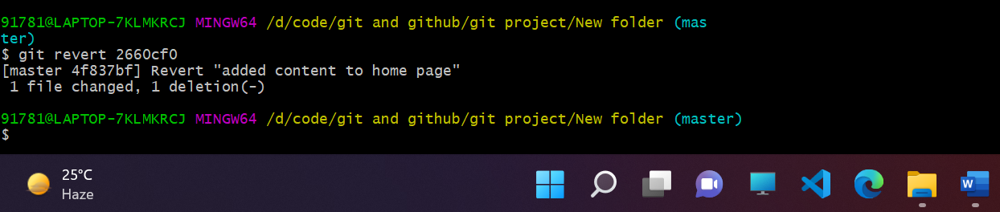 91781@LAPTOP-7KLMKRCJ MINGW64 /d/code/git and github/git project/New folder (mas
ter)
$ git revert 2660cf0
[master 4f837bf] Revert "added content to home page"
 1 file changed, 1 deletion(-)
91781@LAPTOP-7KLMKRCJ MINGW64 /d/code/git and github/git project/New folder (master)
$
25°C
Haze
W